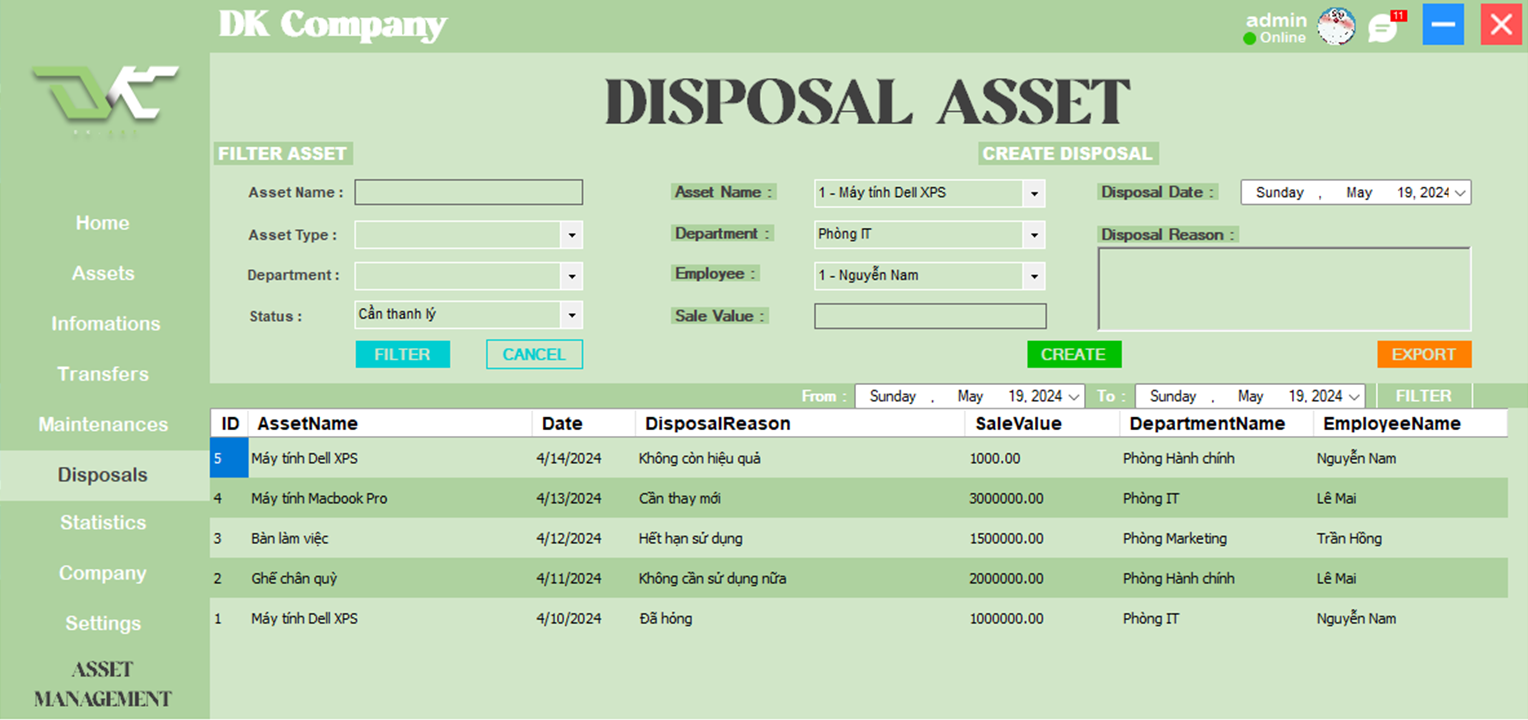 DK Company
admin
Online
11
DK
DISPOSAL ASSET
FILTER ASSET
CREATE DISPOSAL
Asset Name :
Asset Type :
Department :
Status :
Cần thanh lý
FILTER
CANCEL
Asset Name :
1 - Máy tính Dell XPS
Department :
Phòng IT
Employee :
1 - Nguyễn Nam
Sale Value :
Disposal Date :
Sunday , May 19, 2024
Disposal Reason :
CREATE
EXPORT
From : Sunday , May 19, 2024 To : Sunday , May 19, 2024 FILTER
ID AssetName Date DisposalReason SaleValue DepartmentName EmployeeName
5 Máy tính Dell XPS 4/14/2024 Không còn hiệu quả 1000.00 Phòng Hành chính Nguyễn Nam
4 Máy tính Macbook Pro 4/13/2024 Cần thay mới 3000000.00 Phòng IT Lê Mai
3 Bàn làm việc 4/12/2024 Hết hạn sử dụng 1500000.00 Phòng Marketing Trần Hồng
2 Ghế chân quỳ 4/11/2024 Không cần sử dụng nữa 2000000.00 Phòng Hành chính Lê Mai
1 Máy tính Dell XPS 4/10/2024 Đã hỏng 1000000.00 Phòng IT Nguyễn Nam
Home
Assets
Infomations
Transfers
Maintenances
Disposals
Statistics
Company
Settings
ASSET
MANAGEMENT